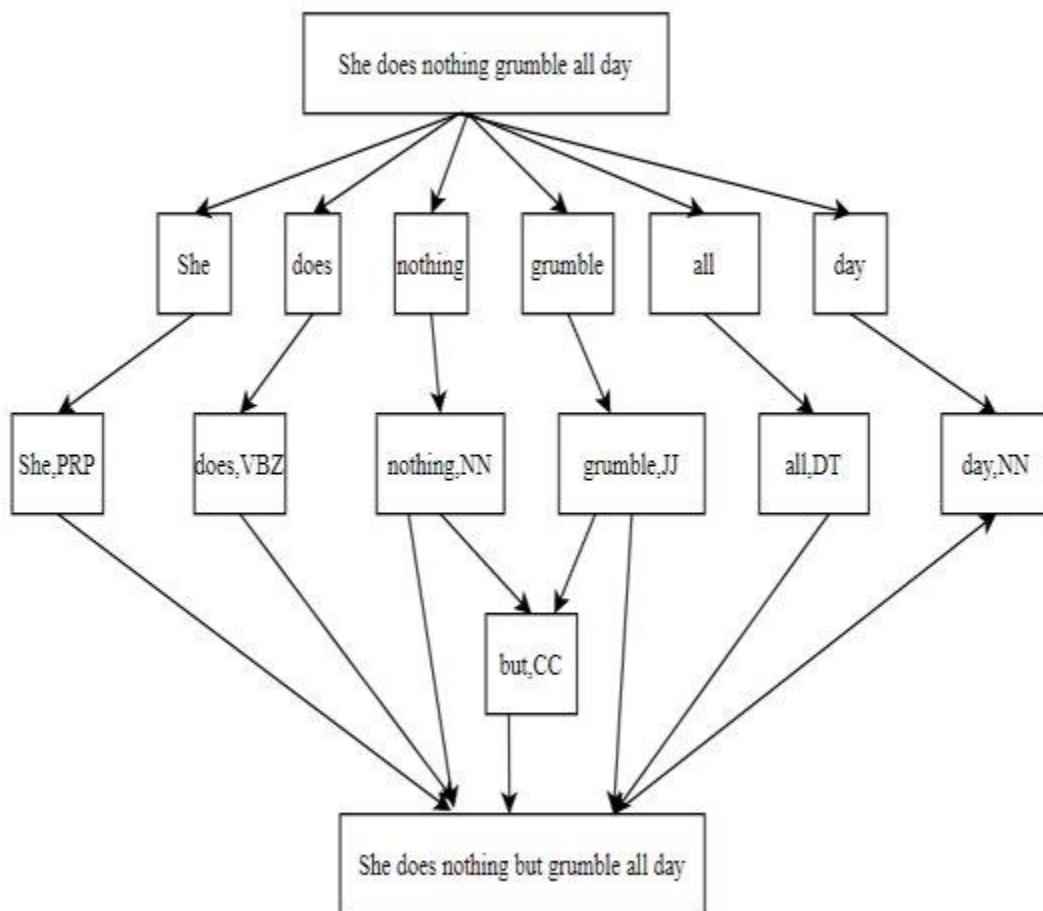 She does nothing grumble all day
She
does
nothing
grumble
all
day
She,PRP
does,VBZ
nothing,NN
grumble,JJ
all,DT
day,NN
but,CC
She does nothing but grumble all day